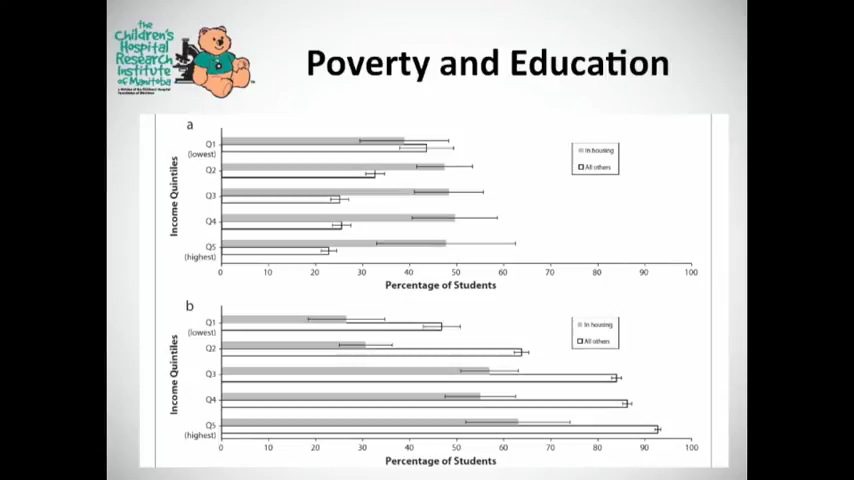 the
Children's
Hospital
Research
Institute
of Manitoba
Poverty and Education
a
Income Quintiles
Q1
(lowest)
Q2
Q3
Q4
Q5
(highest)
In housing
All others
0 10 20 30 40 50 60 70 80 90 100
Percentage of Students
b
Income Quintiles
Q1
(lowest)
Q2
Q3
Q4
Q5
(highest)
In housing
All others
0 10 20 30 40 50 60 70 80 90 100
Percentage of Students